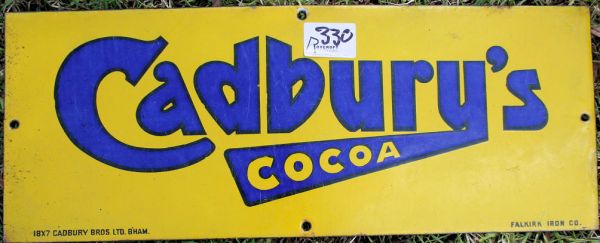 330
Cadbury's
COCOA
18X7 CADBURY BROS. LTD. B'HAM.
FALKIRK IRON CO.